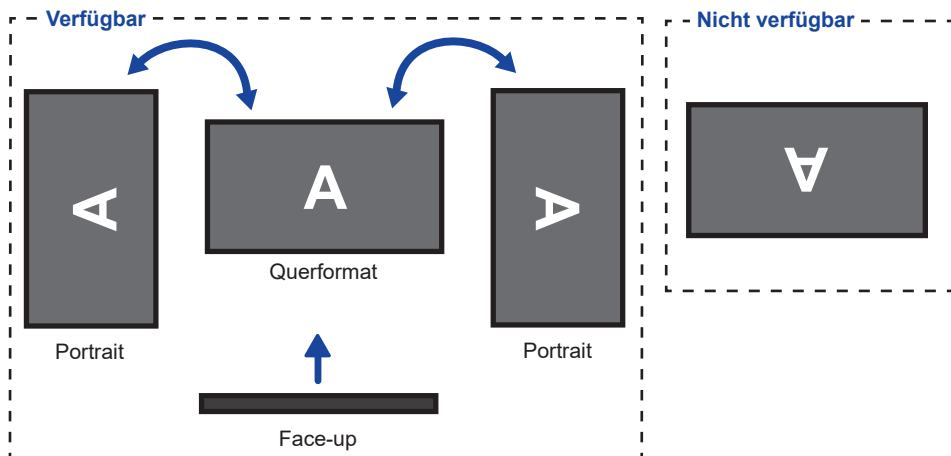 Verfügbar
Nicht verfügbar
A
A
A
A
Querformat
Portrait
Portrait
Face-up